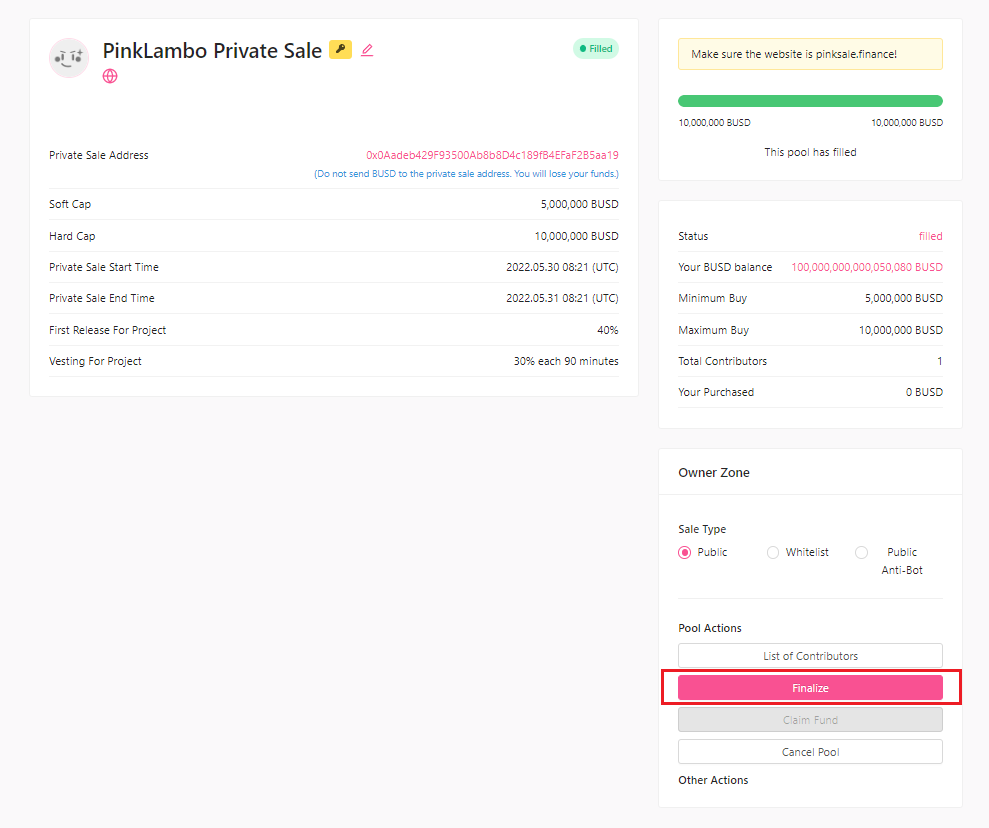 PinkLambo Private Sale
Filled
Private Sale Address 0x0Aadeb429F93500Ab8b8D4c189fB4EFaF2B5aa19
(Do not send BUSD to the private sale address. You will lose your funds.)
Soft Cap 5,000,000 BUSD
Hard Cap 10,000,000 BUSD
Private Sale Start Time 2022.05.30 08:21 (UTC)
Private Sale End Time 2022.05.31 08:21 (UTC)
First Release For Project 40%
Vesting For Project 30% each 90 minutes
Make sure the website is pinksale.finance!
10,000,000 BUSD 10,000,000 BUSD
This pool has filled
Status filled
Your BUSD balance 100,000,000,000,050,080 BUSD
Minimum Buy 5,000,000 BUSD
Maximum Buy 10,000,000 BUSD
Total Contributors 1
Your Purchased 0 BUSD
Owner Zone
Sale Type
Public Whitelist Public
Anti-Bot
Pool Actions
List of Contributors
Finalize
Claim Fund
Cancel Pool
Other Actions